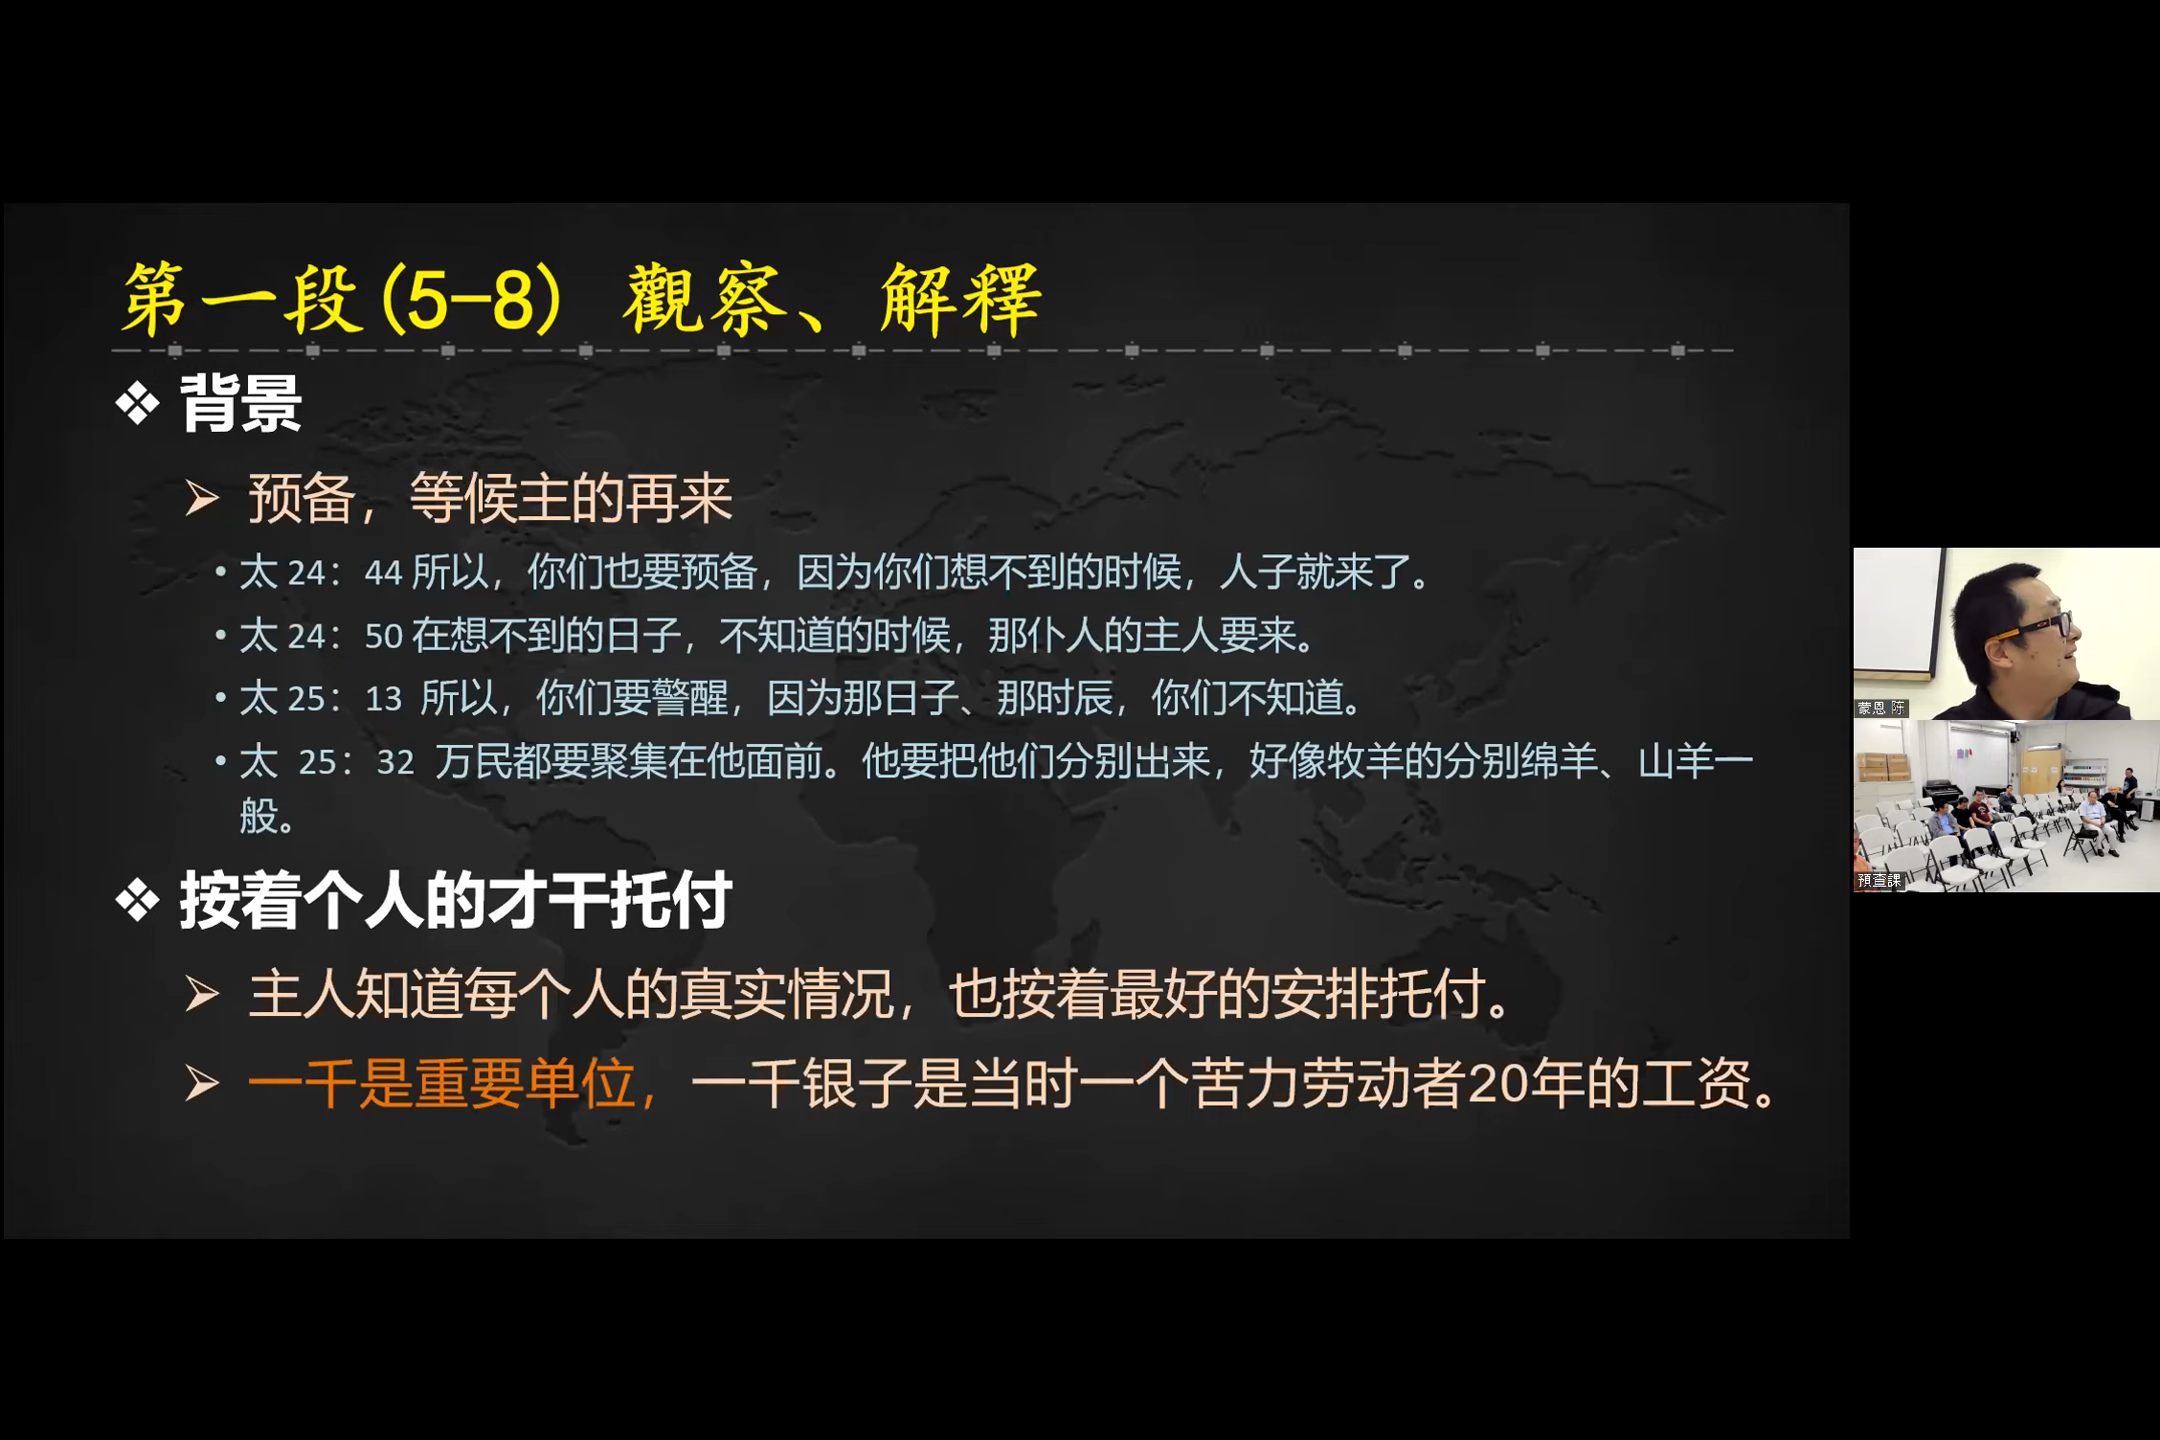 第一段(5-8) 觀察、解釋
❖ 背景
➢ 预备，等候主的再来
• 太 24：44 所以，你们也要预备，因为你们想不到的时候，人子就来了。
• 太 24：50 在想不到的日子，不知道的时候，那仆人的主人要来。
• 太 25：13 所以，你们要警醒，因为那日子、那时辰，你们不知道。
• 太 25：32 万民都要聚集在他面前。他要把他们分别出来，好像牧羊的分别绵羊、山羊一
般。
❖ 按着个人的才干托付
➢ 主人知道每个人的真实情况，也按着最好的安排托付。
➢ 一千是重要单位，一千银子是当时一个苦力劳动者20年的工资。
蒙恩 陈
預查課